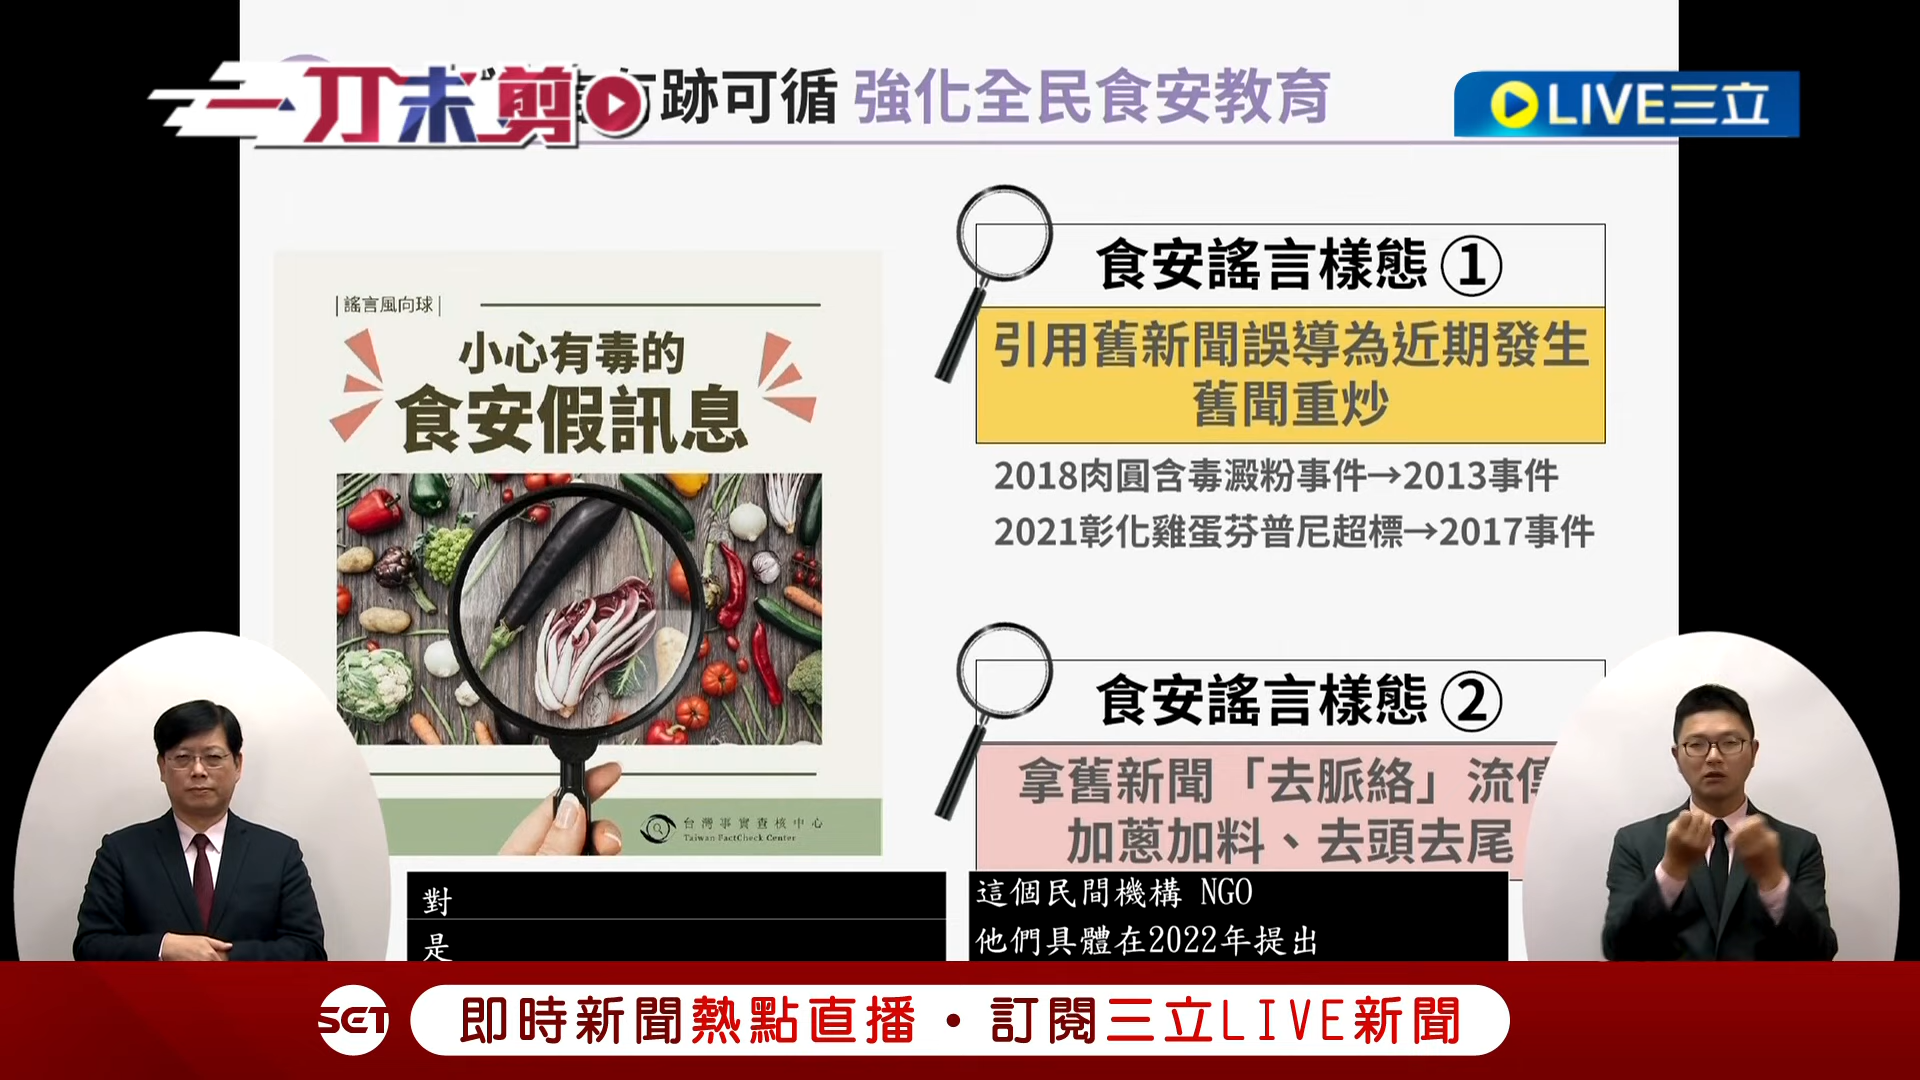 一刀未剪
有跡可循 強化全民食安教育
LIVE三立
謠言風向球
小心有毒的
食安假訊息
台灣事實查核中心
Taiwan FactCheck Center
食安謠言樣態①
引用舊新聞誤導為近期發生
舊聞重炒
2018肉圓含毒澱粉事件→2013事件
2021彰化雞蛋芬普尼超標→2017事件
食安謠言樣態②
拿舊新聞「去脈絡」流傳
加蔥加料、去頭去尾
對
是
這個民間機構 NGO
他們具體在2022年提出
SET
即時新聞熱點直播・訂閱三立LIVE新聞